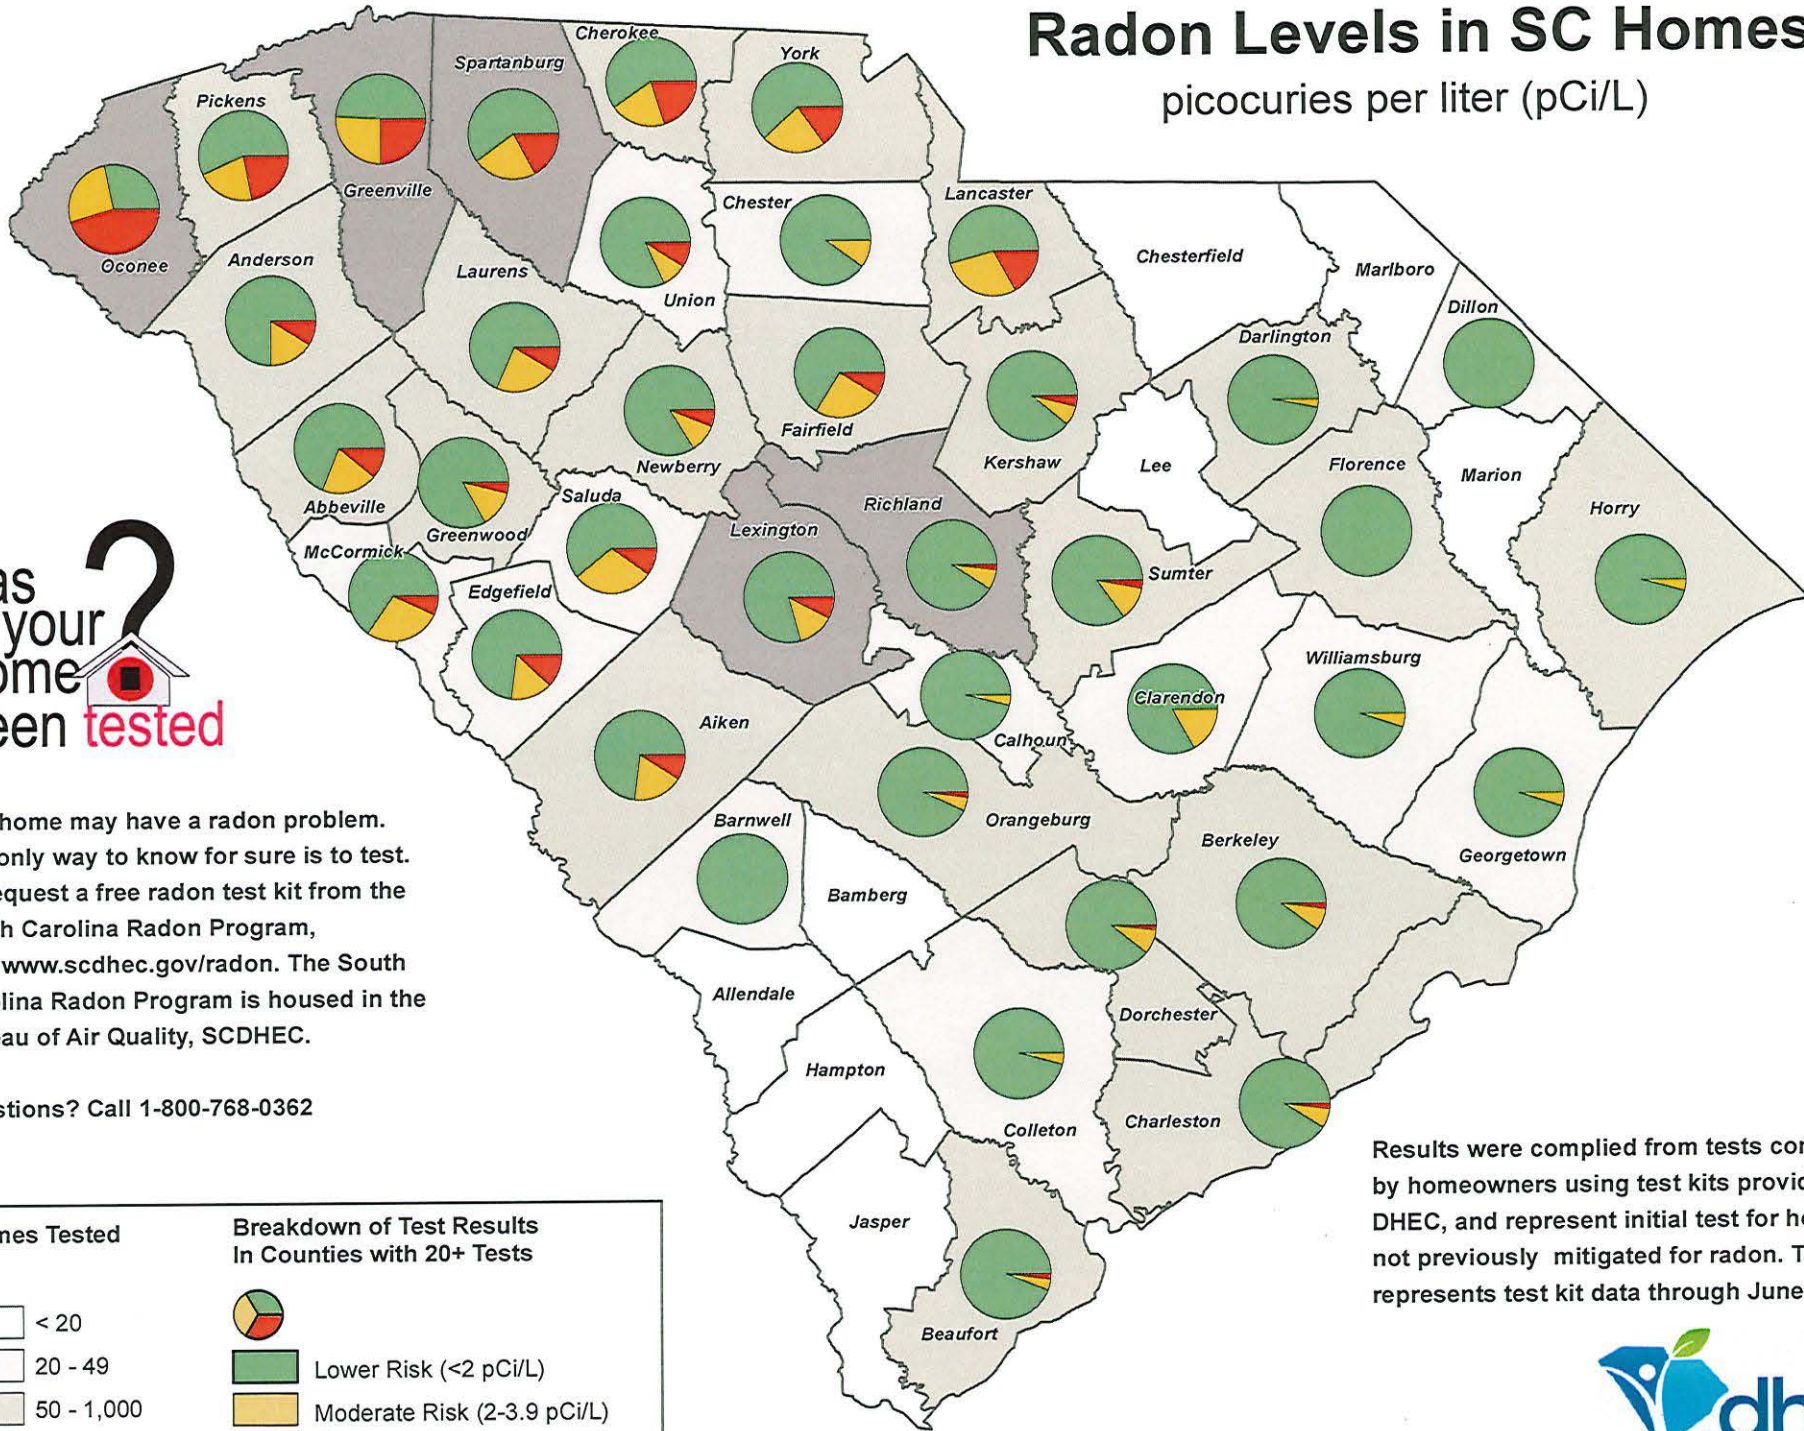 Radon Levels in SC Homes
picocuries per liter (pCi/L)
Cherokee
York
Spartanburg
Pickens
Greenville
Lancaster
Chester
Oconee
Anderson
Laurens
Union
Chesterfield
Marlboro
Dillon
Darlington
Fairfield
Newberry
Kershaw
Lee
Florence
Marion
Abbeville
Saluda
Richland
Horry
Greenwood
Lexington
McCormick
Edgefield
Sumter
Williamsburg
Clarendon
Aiken
Calhoun
Barnwell
Orangeburg
Berkeley
Georgetown
Bamberg
Allendale
Dorchester
Hampton
Charleston
Colleton
Jasper
Beaufort
as
your
?
ome
een tested
home may have a radon problem.
only way to know for sure is to test.
equest a free radon test kit from the
h Carolina Radon Program,
www.scdhec.gov/radon. The South
lina Radon Program is housed in the
au of Air Quality, SCDHEC.
stions? Call 1-800-768-0362
mes Tested
< 20
20 - 49
50 - 1,000
Breakdown of Test Results
In Counties with 20+ Tests
Lower Risk (<2 pCi/L)
Moderate Risk (2-3.9 pCi/L)
Results were complied from tests con
by homeowners using test kits provid
DHEC, and represent initial test for ho
not previously mitigated for radon. T
represents test kit data through June
dh